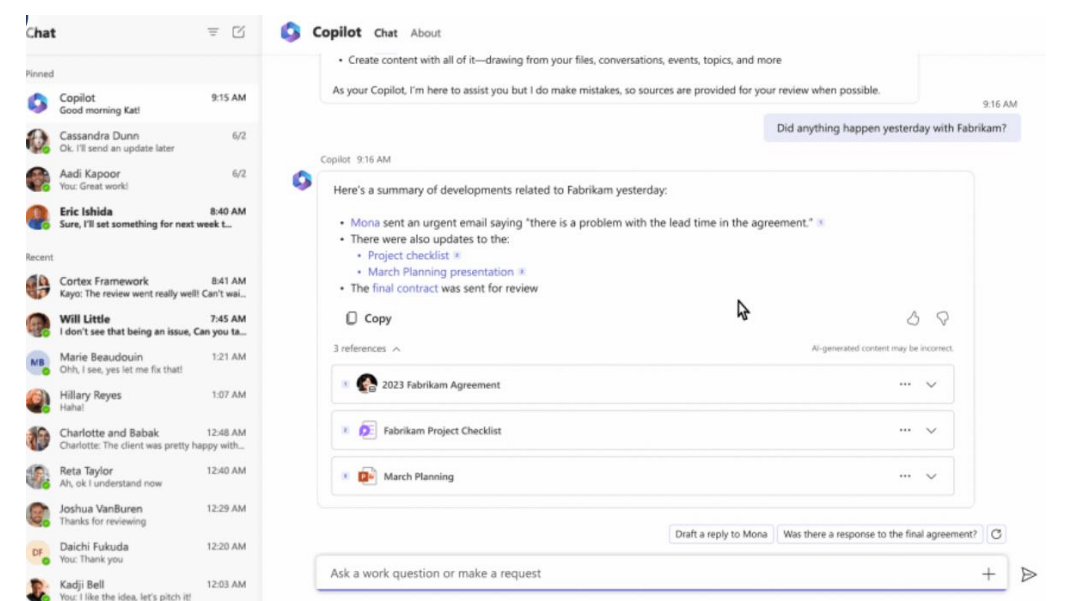 Chat
Pinned
Copilot 9:15 AM
Good morning Kat!
Cassandra Dunn 6/2
Ok. I'll send an update later
Aadi Kapoor 6/2
You: Great work!
Eric Ishida 8:40 AM
Sure, I'll set something for next week t...
Recent
Cortex Framework 8:41 AM
Kayo: The review went really well! Can't wai...
Will Little 7:45 AM
I don't see that being an issue, Can you ta...
MB
Marie Beaudouin 1:21 AM
Ohh, I see, yes let me fix that!
Hillary Reyes 1:07 AM
Haha!
Charlotte and Babak 12:48 AM
Charlotte: The client was pretty happy with...
Reta Taylor 12:40 AM
Ah, ok I understand now
Joshua VanBuren 12:29 AM
Thanks for reviewing
DF
Daichi Fukuda 12:20 AM
You: Thank you
Kadji Bell 12:03 AM
You: I like the idea, let's pitch it!
Copilot Chat About
• Create content with all of it—drawing from your files, conversations, events, topics, and more
As your Copilot, I'm here to assist you but I do make mistakes, so sources are provided for your review when possible.
9:16 AM
Did anything happen yesterday with Fabrikam?
Copilot 9:16 AM
Here's a summary of developments related to Fabrikam yesterday:
• Mona sent an urgent email saying "there is a problem with the lead time in the agreement."
• There were also updates to the:
• Project checklist
• March Planning presentation
• The final contract was sent for review
Copy
3 references
AI-generated content may be incorrect.
2023 Fabrikam Agreement
Fabrikam Project Checklist
March Planning
Draft a reply to Mona
Was there a response to the final agreement?
Ask a work question or make a request